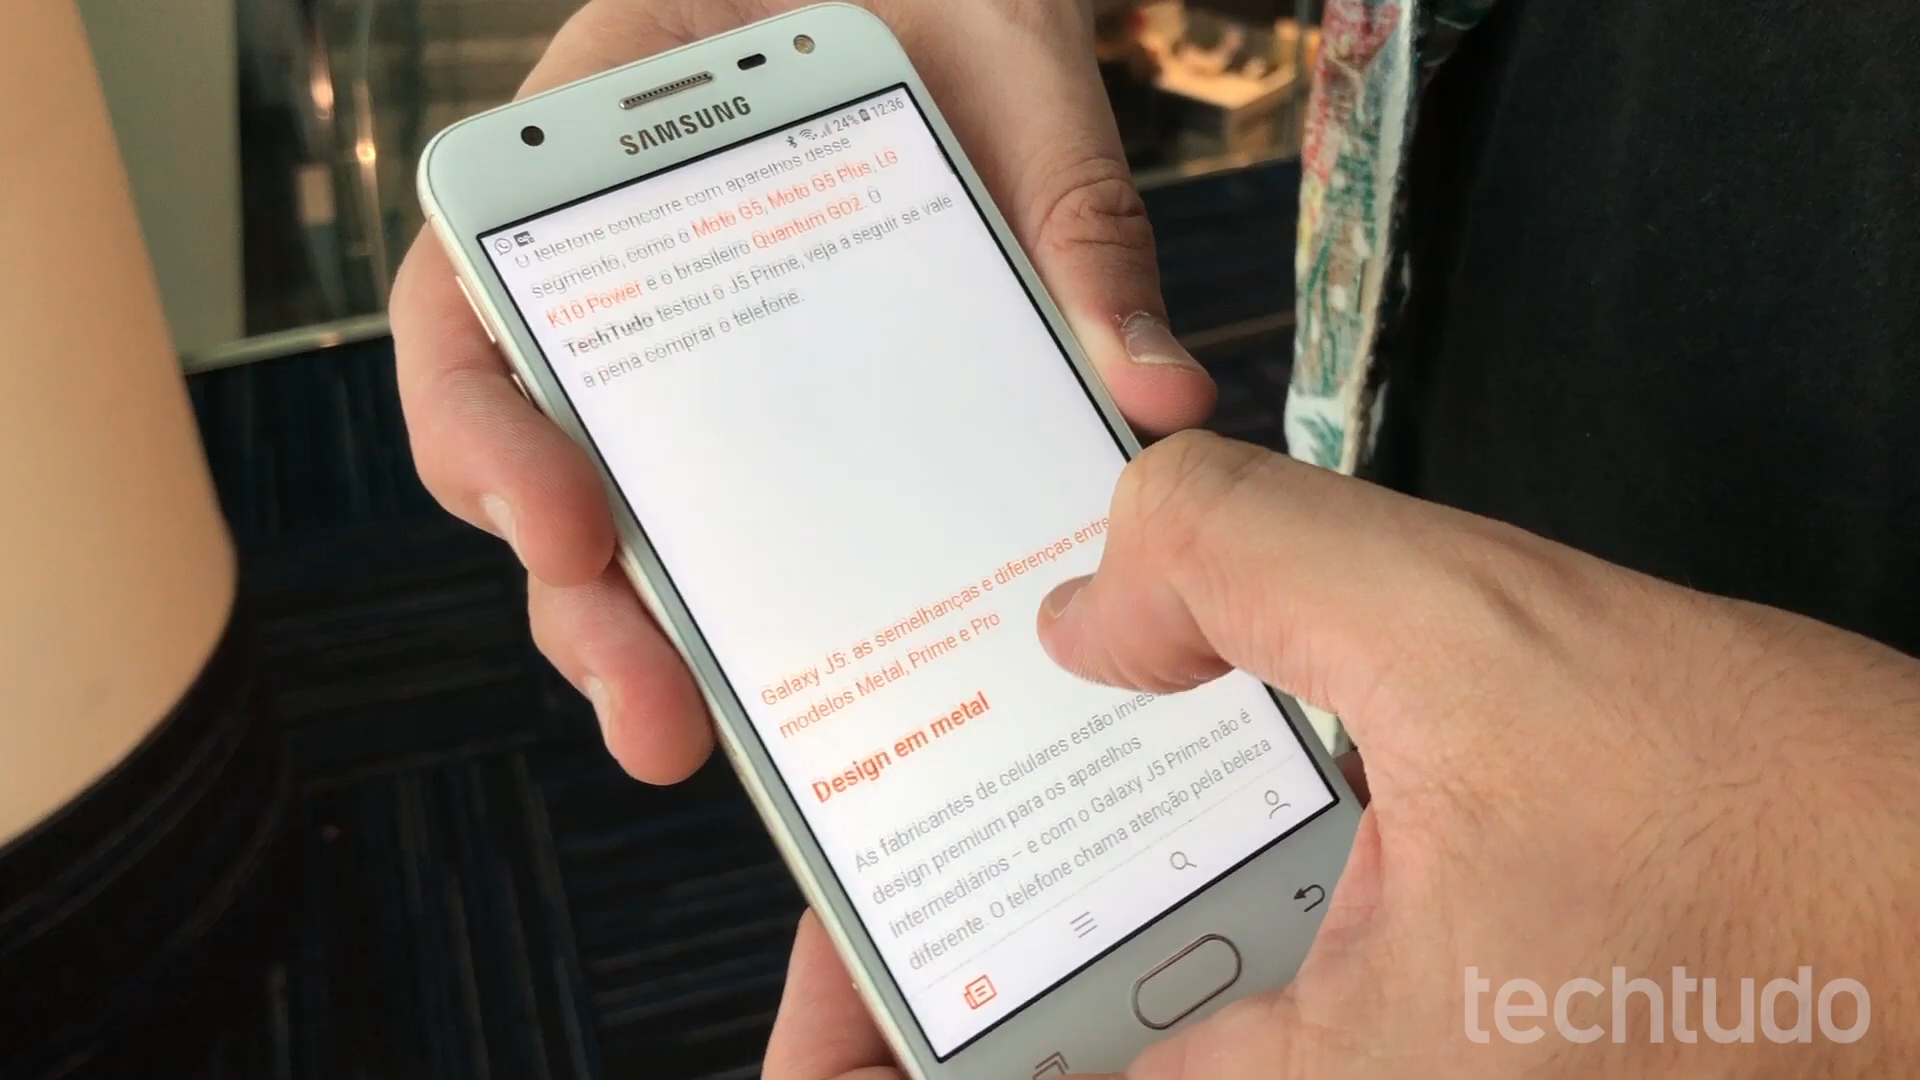 SAMSUNG
24% 12:36
O telefone concorre com aparelhos desse
segmento, como o Moto G5, Moto G5 Plus, LG
K10 Power e o brasileiro Quantum GO2. O
TechTudo testou o J5 Prime, veja a seguir se vale
a pena comprar o telefone.
Galaxy J5: as semelhanças e diferenças entre
modelos Metal, Prime e Pro
Design em metal
As fabricantes de celulares estão inves
design premium para os aparelhos
intermediários – e com o Galaxy J5 Prime não é
diferente. O telefone chama atenção pela beleza
techtudo